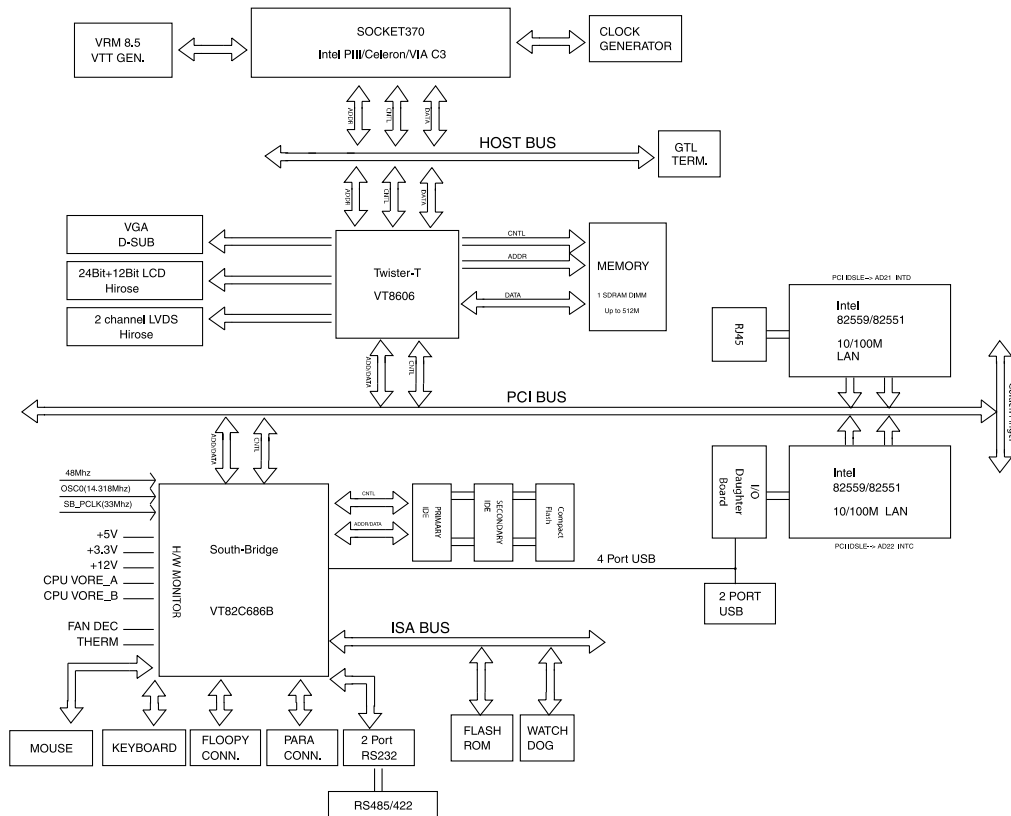 VRM 8.5
VTT GEN.
SOCKET370
Intel PIII/Celeron/VIA C3
CLOCK
GENERATOR
ADDR
CNTL
DATA
HOST BUS
GTL
TERM.
ADDR
CNTL
DATA
VGA
D-SUB
24Bit+12Bit LCD
Hirose
2 channel LVDS
Hirose
Twister-T
VT8606
CNTL
ADDR
DATA
MEMORY
1 SDRAM DIMM
Up to 512M
PCI IDSLE--> AD21 INTD
RJ45
Intel
82559/82551
10/100M
LAN
ADD/DATA
CNTL
PCI BUS
ADD/DATA
CNTL
48Mhz
OSC0(14.318Mhz)
SB_PCLK(33Mhz)
+5V
+3.3V
+12V
CPU VORE_A
CPU VORE_B
FAN DEC
THERM
H/W MONITOR
South-Bridge
VT82C686B
CNTL
ADDR/DATA
PRIMARY
IDE
SECONDARY
IDE
Compact
Flash
I/O
Daughter
Board
Intel
82559/82551
10/100M LAN
PCI IDSLE--> AD22 INTC
4 Port USB
2 PORT
USB
ISA BUS
MOUSE
KEYBOARD
FLOOPY
CONN.
PARA
CONN.
2 Port
RS232
FLASH
ROM
WATCH
DOG
RS485/422